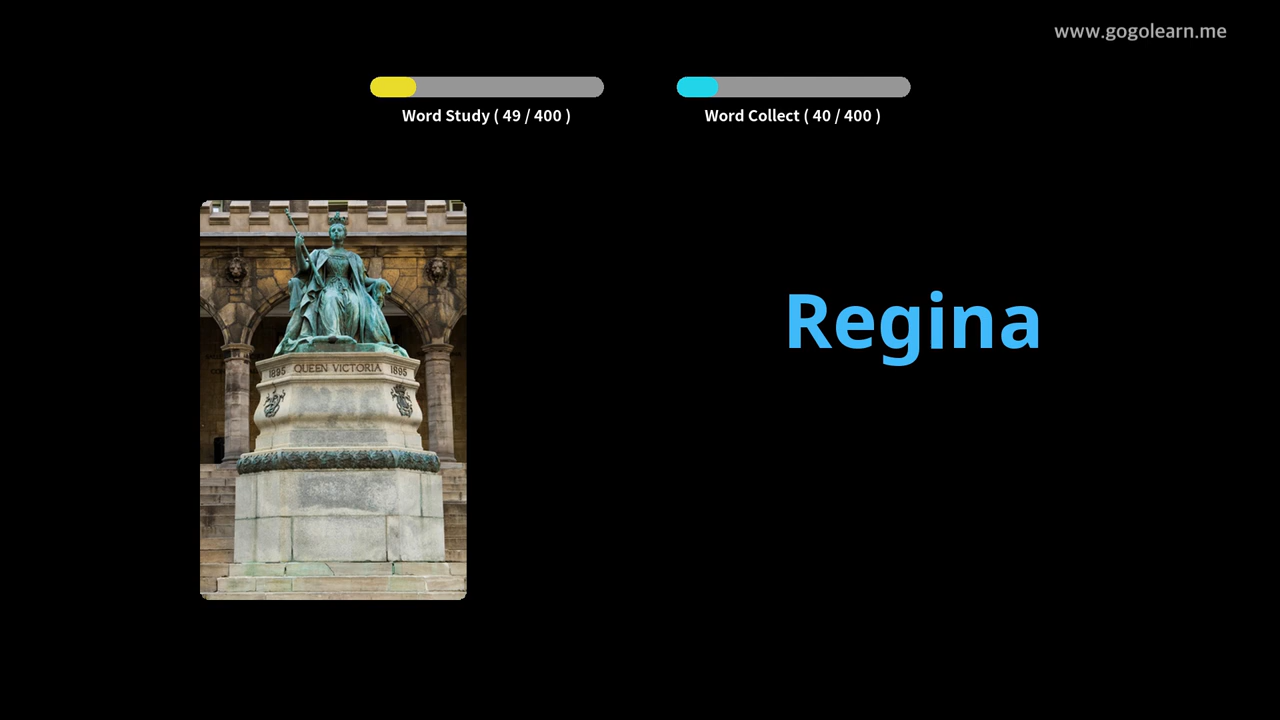 www.gogolearn.me
Word Study ( 49 / 400 )
Word Collect ( 40 / 400 )
1895 QUEEN VICTORIA 1895
Regina